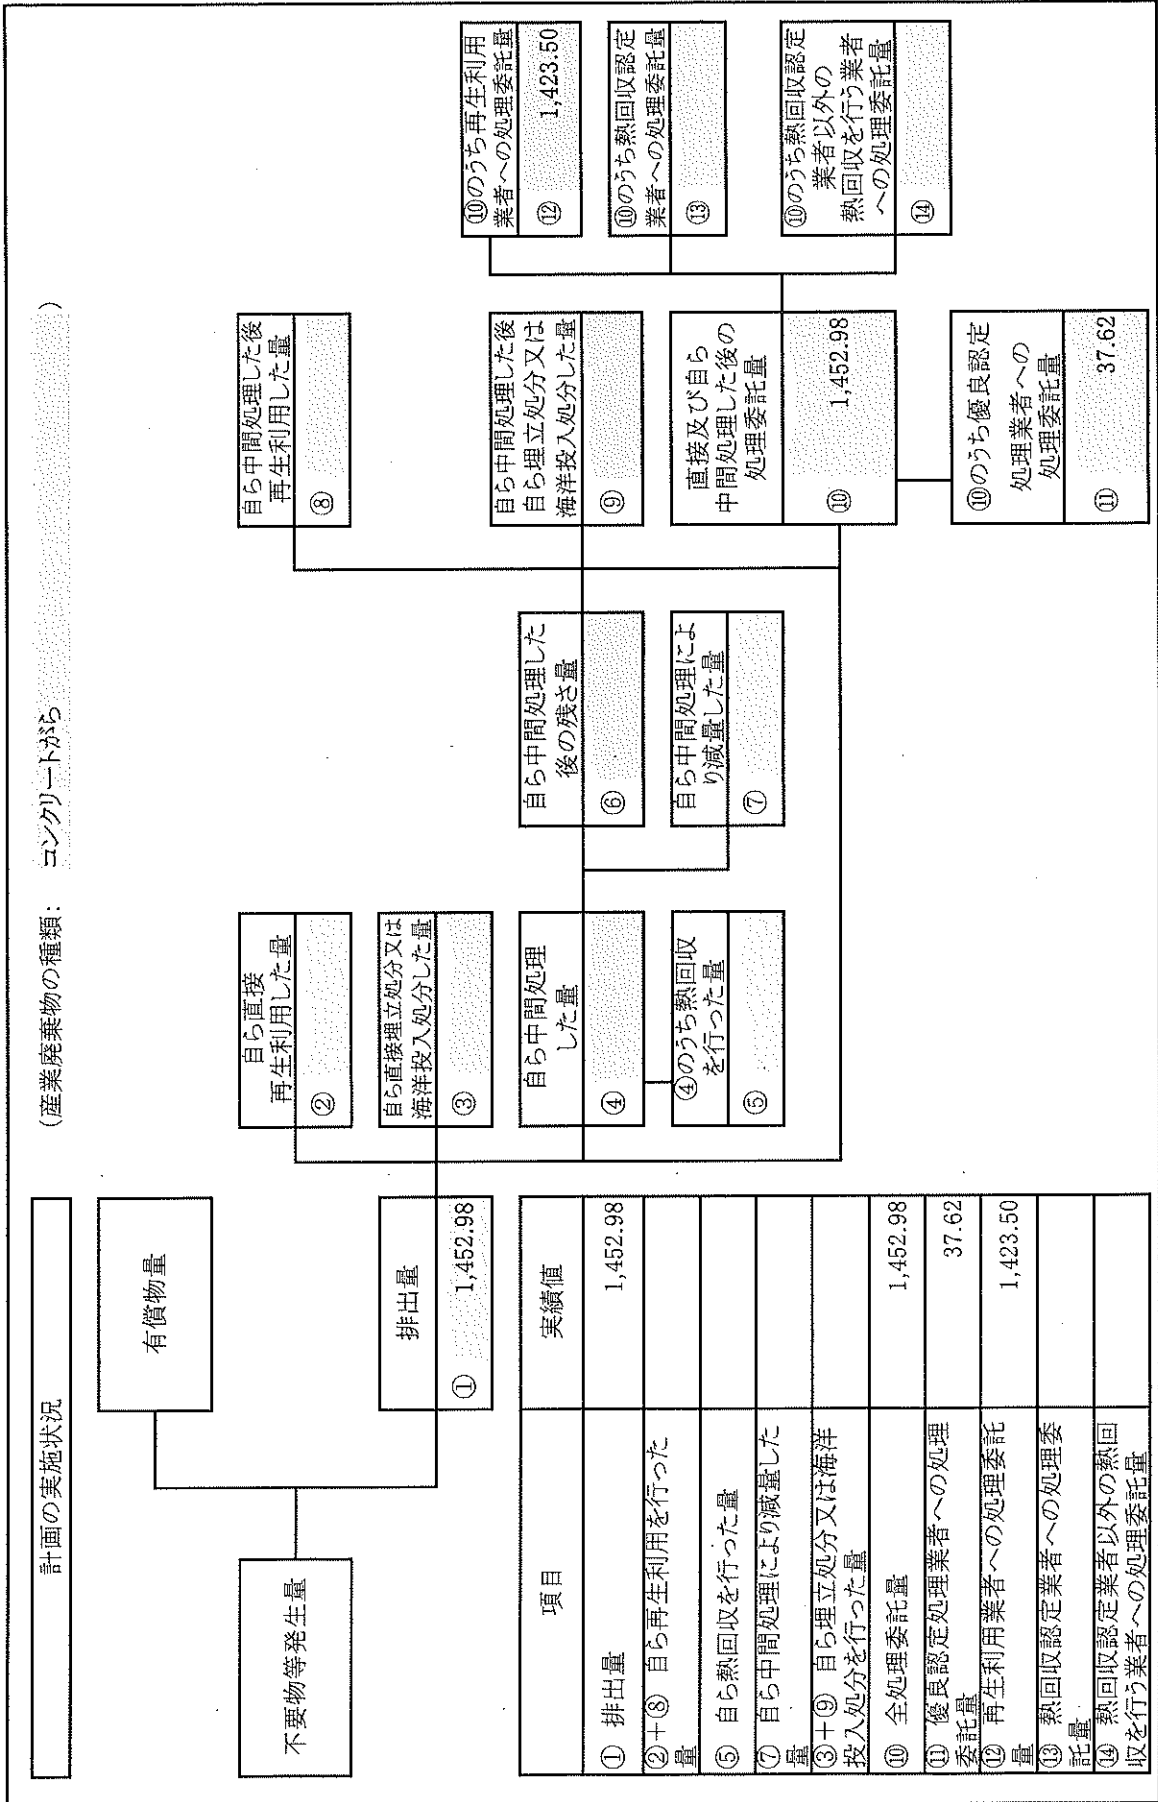 計画の実施状況
(産業廃棄物の種類: コンクリートがら )
不要物等発生量
有償物量
排出量
① 1,452.98
自ら直接
再生利用した量
②
自ら直接埋立処分又は
海洋投入処分した量
③
自ら中間処理
した量
④
④のうち熱回収
を行った量
⑤
自ら中間処理した
後の残さ量
⑥
自ら中間処理によ
り減量した量
⑦
自ら中間処理した後
再生利用した量
⑧
自ら中間処理した後
自ら埋立処分又は
海洋投入処分した量
⑨
直接及び自ら
中間処理した後の
処理委託量
⑩ 1,452.98
⑩のうち優良認定
処理業者への
処理委託量
⑪ 37.62
⑩のうち再生利用
業者への処理委託量
⑫ 1,423.50
⑩のうち熱回収認定
業者への処理委託量
⑬
⑩のうち熱回収認定
業者以外の
熱回収を行う業者
への処理委託量
⑭
項目 実績値
① 排出量 1,452.98
②+⑧ 自ら再生利用を行った
量
⑤ 自ら熱回収を行った量
⑦ 自ら中間処理により減量した
量
③+⑨ 自ら埋立処分又は海洋
投入処分を行った量
⑩ 全処理委託量 1,452.98
⑪ 優良認定処理業者への処理
委託量 37.62
⑫ 再生利用業者への処理委託
量 1,423.50
⑬ 熱回収認定業者への処理委
託量
⑭ 熱回収認定業者以外の熱回
収を行う業者への処理委託量